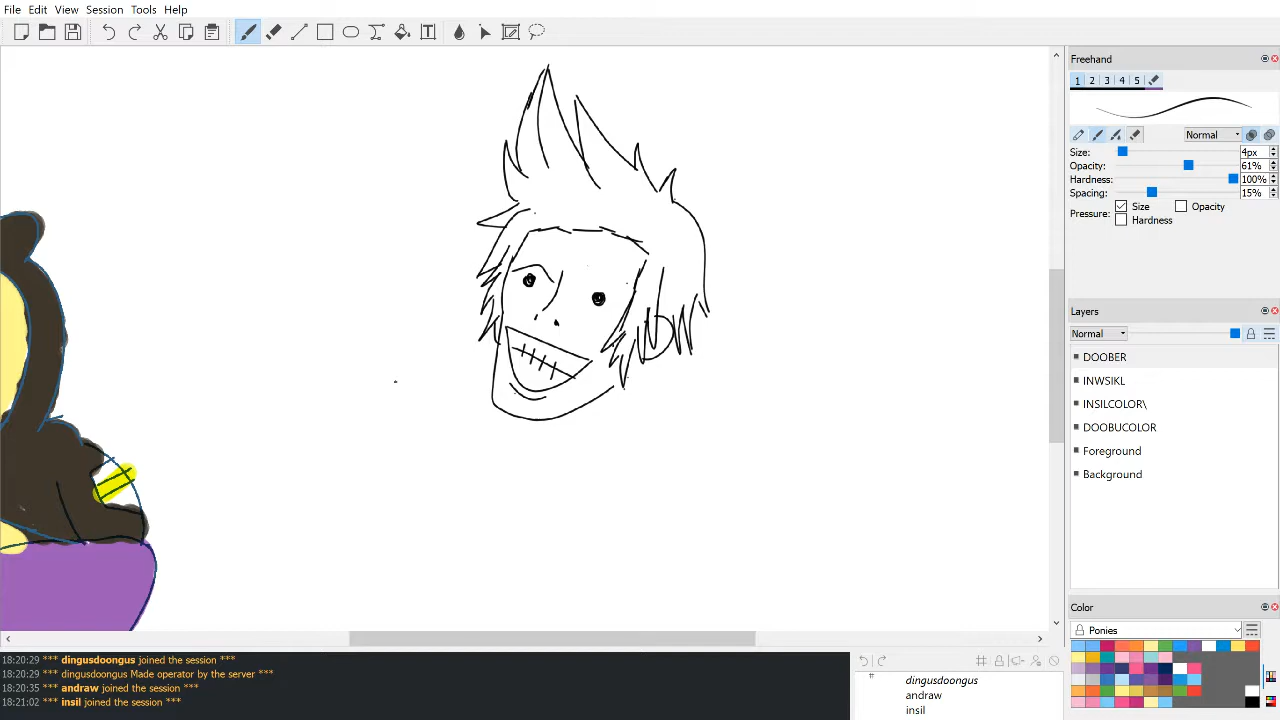 File Edit View Session Tools Help
T
Freehand
1 2 3 4 5
Normal
Size: 4px
Opacity: 61%
Hardness: 100%
Spacing: 15%
Pressure: Size Opacity
Hardness
Layers
Normal
DOOBER
INWSIKL
INSILCOLOR\
DOOBUCOLOR
Foreground
Background
Color
Ponies
18:20:29 *** dingusdoongus joined the session ***
18:20:29 *** dingusdoongus Made operator by the server ***
18:20:35 *** andraw joined the session ***
18:21:02 *** insil joined the session ***
dingusdoongus
andraw
insil